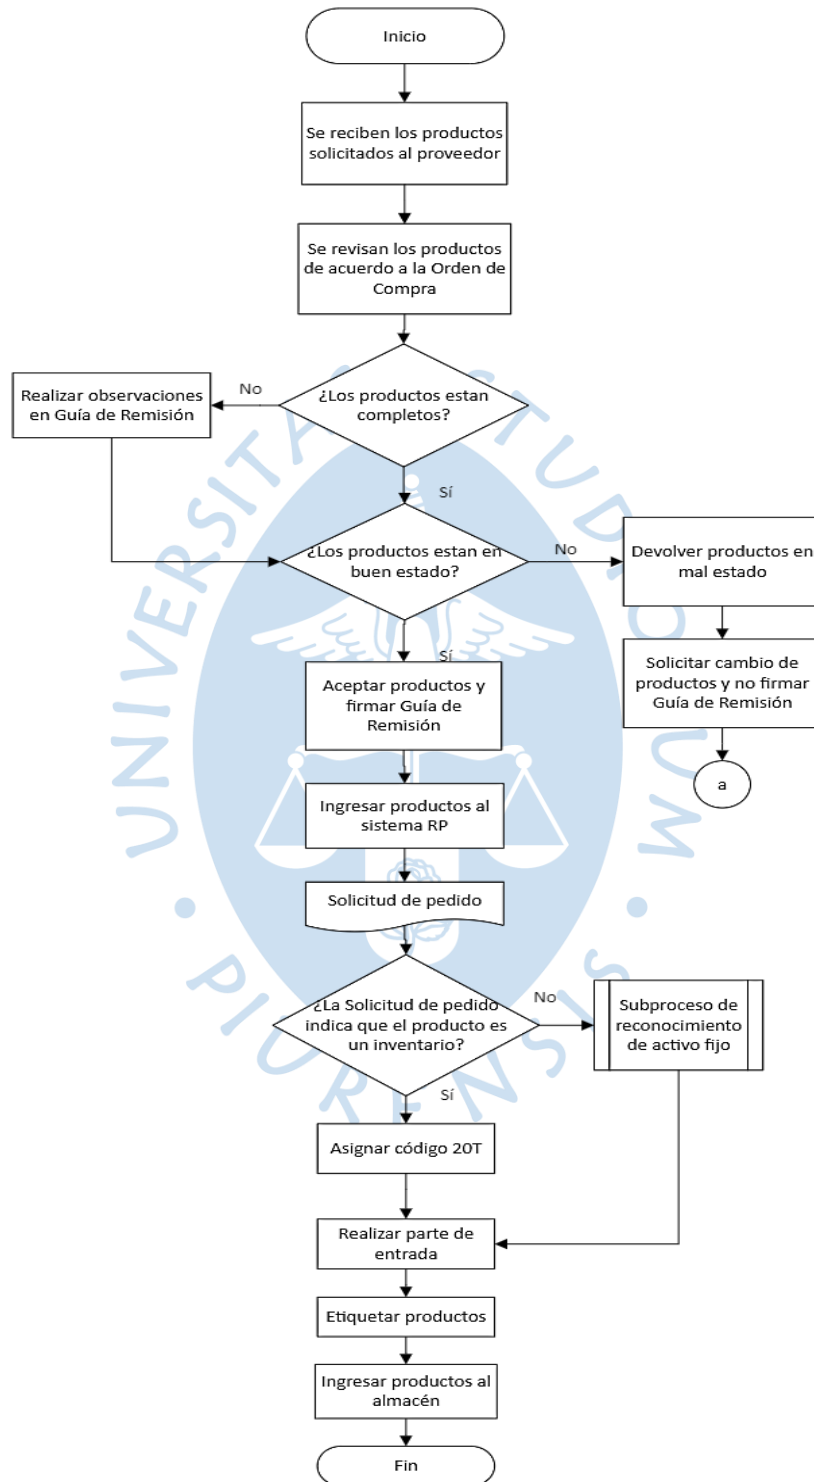 Inicio
Se reciben los productos
solicitados al proveedor
Se revisan los productos
de acuerdo a la Orden de
Compra
¿Los productos estan
completos?
No
Realizar observaciones
en Guía de Remisión
Sí
¿Los productos estan en
buen estado?
No
Devolver productos en
mal estado
Solicitar cambio de
productos y no firmar
Guía de Remisión
a
Sí
Aceptar productos y
firmar Guía de
Remisión
Ingresar productos al
sistema RP
Solicitud de pedido
¿La Solicitud de pedido
indica que el producto es
un inventario?
No
Subproceso de
reconocimiento
de activo fijo
Sí
Asignar código 20T
Realizar parte de
entrada
Etiquetar productos
Ingresar productos al
almacén
Fin
UNIVERSITAS STUDIORUM
PIURENSIS